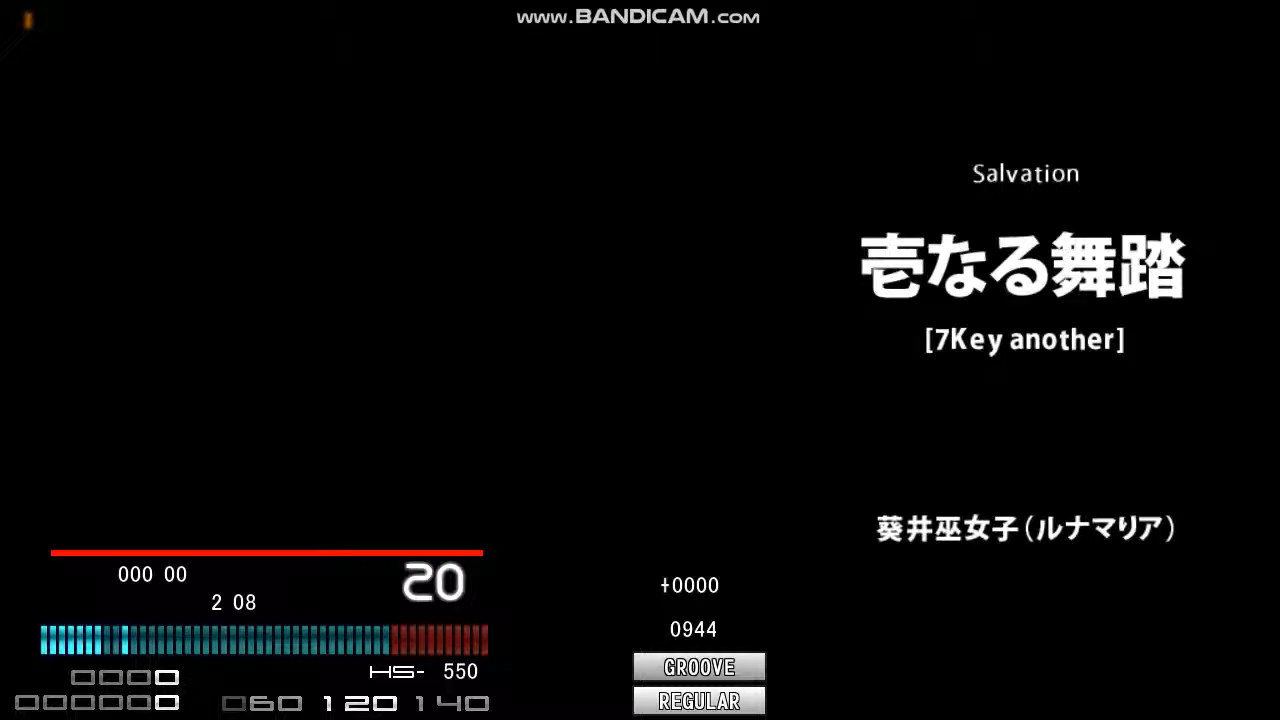 www.BANDICAM.com
Salvation
壱なる舞踏
[7Key another]
葵井巫女子(ルナマリア)
000 00
20
2 08
+0000
0944
HS- 550
GROOVE
0000
000000
060 120 140
REGULAR